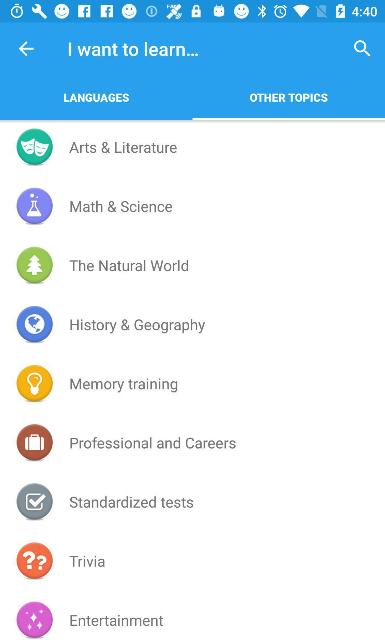 4:40
I want to learn...
LANGUAGES
OTHER TOPICS
Arts & Literature
Math & Science
The Natural World
History & Geography
Memory training
Professional and Careers
Standardized tests
??
Trivia
Entertainment